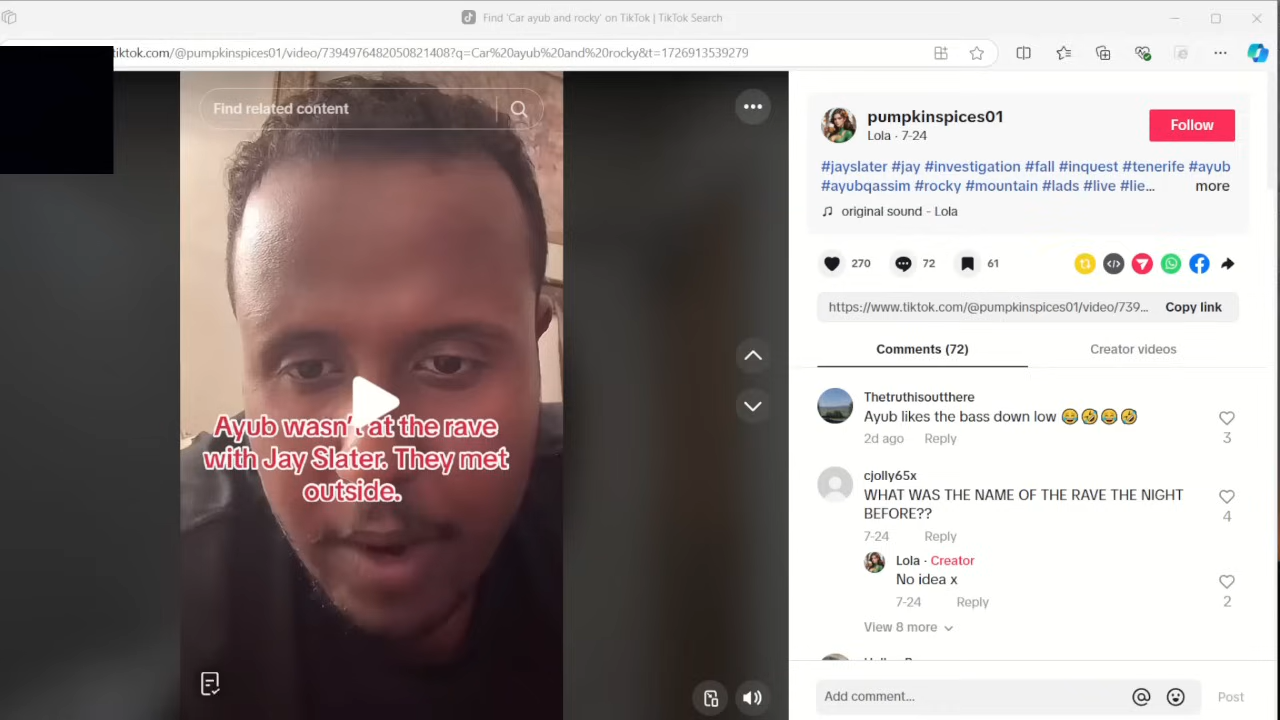 Find 'Car ayub and rocky' on TikTok | TikTok Search
iktok.com/@pumpkinspices01/video/7394976482050821408?q=Car%20ayub%20and%20rocky&t=1726913539279
Find related content
Ayub wasn't at the rave
with Jay Slater. They met
outside.
pumpkinspices01
Lola · 7-24
Follow
#jayslater #jay #investigation #fall #inquest #tenerife #ayub
#ayubqassim #rocky #mountain #lads #live #lie...
more
original sound - Lola
270
72
61
https://www.tiktok.com/@pumpkinspices01/video/739...
Copy link
Comments (72)
Creator videos
Thetruthisoutthere
Ayub likes the bass down low 😂🤣😂🤣
2d ago Reply
3
cjolly65x
WHAT WAS THE NAME OF THE RAVE THE NIGHT
BEFORE??
7-24 Reply
4
Lola · Creator
No idea x
7-24 Reply
2
View 8 more
Add comment...
Post